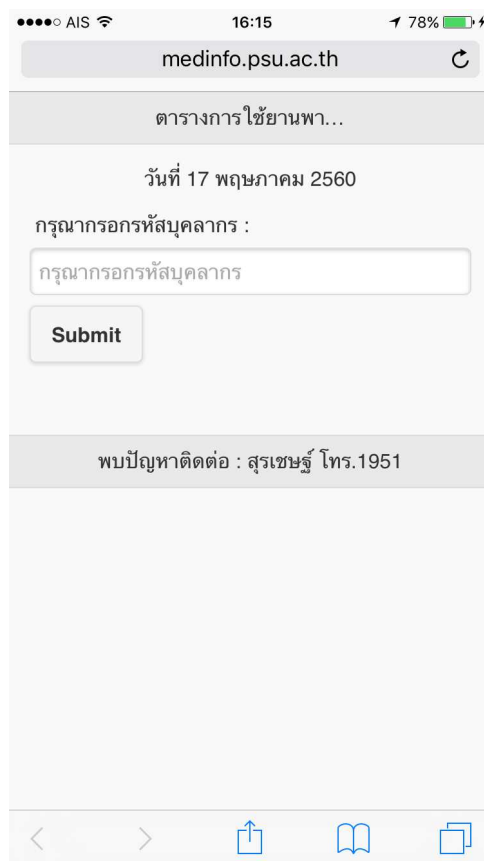 AIS 16:15 78%
medinfo.psu.ac.th
ตารางการใช้ยานพา...
วันที่ 17 พฤษภาคม 2560
กรุณากรอกรหัสบุคลากร :
กรุณากรอกรหัสบุคลากร
Submit
พบปัญหาติดต่อ : สุรเชษฐ์ โทร.1951